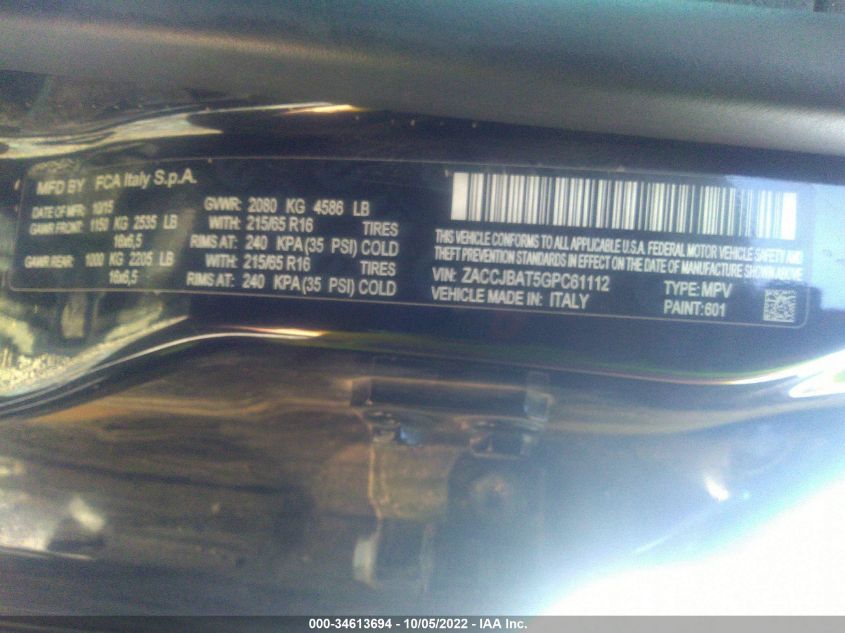 MFD BY FCA Italy S.p.A.
DATE OF MFR: 10/15 GVWR: 2080 KG 4586 LB
GAWR FRONT: 1150 KG 2535 LB WITH: 215/65 R16 TIRES
16x6,5 RIMS AT: 240 KPA(35 PSI) COLD
GAWR REAR: 1000 KG 2205 LB WITH: 215/65 R16 TIRES
16x6,5 RIMS AT: 240 KPA(35 PSI) COLD
THIS VEHICLE CONFORMS TO ALL APPLICABLE U.S.A. FEDERAL MOTOR VEHICLE SAFETY AND
THEFT PREVENTION STANDARDS IN EFFECT ON THE DATE OF MANUFACTURE SHOWN ABOVE
VIN: ZACCJBAT5GPC61112 TYPE: MPV
VEHICLE MADE IN: ITALY PAINT: 601
000-34613694 - 10/05/2022 - IAA Inc.